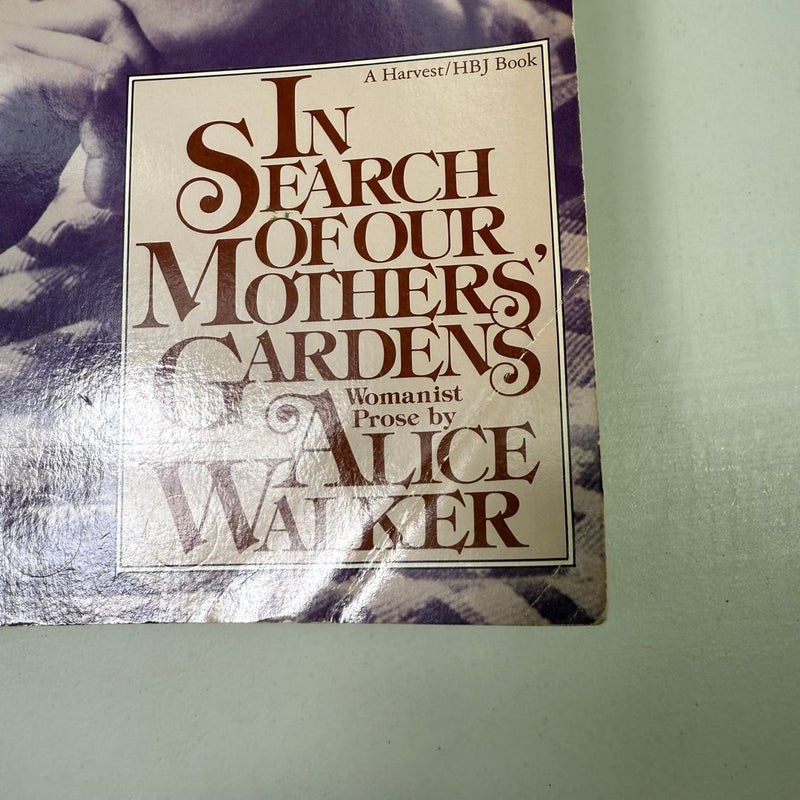 A Harvest/HBJ Book
IN
SEARCH
OF OUR
MOTHERS'
GARDENS
Womanist
Prose by
ALICE
WALKER